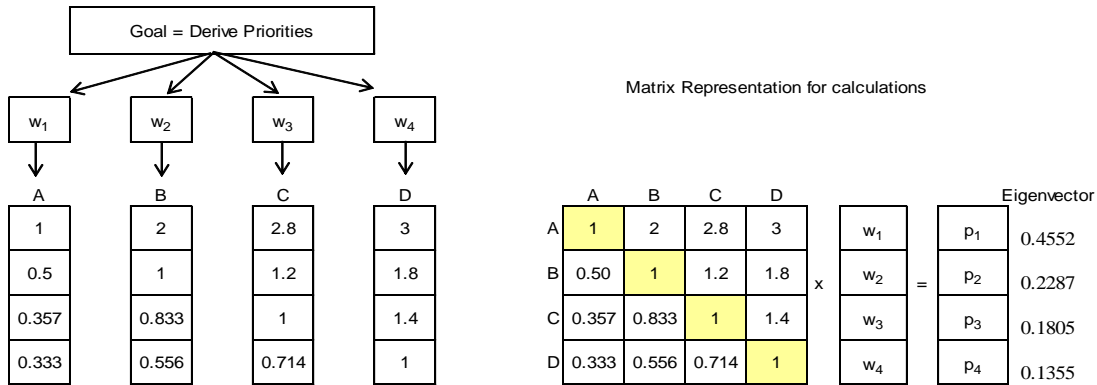 Goal = Derive Priorities
Matrix Representation for calculations
w1 w2 w3 w4
A B C D
1 2 2.8 3
0.5 1 1.2 1.8
0.357 0.833 1 1.4
0.333 0.556 0.714 1
A B C D Eigenvector
A 1 2 2.8 3 w1 p1 0.4552
B 0.50 1 1.2 1.8 x w2 = p2 0.2287
C 0.357 0.833 1 1.4 w3 p3 0.1805
D 0.333 0.556 0.714 1 w4 p4 0.1355